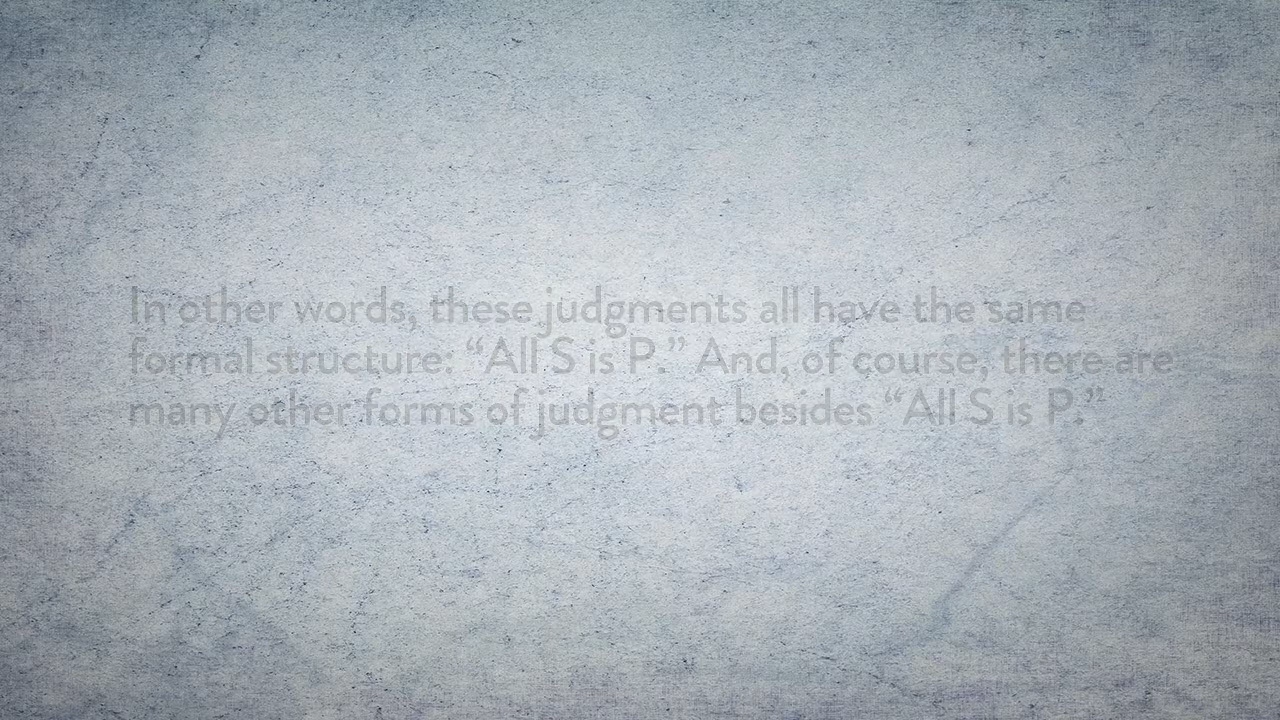 In other words, these judgments all have the same
formal structure: “All S is P.” And, of course, there are
many other forms of judgment besides “All S is P.”